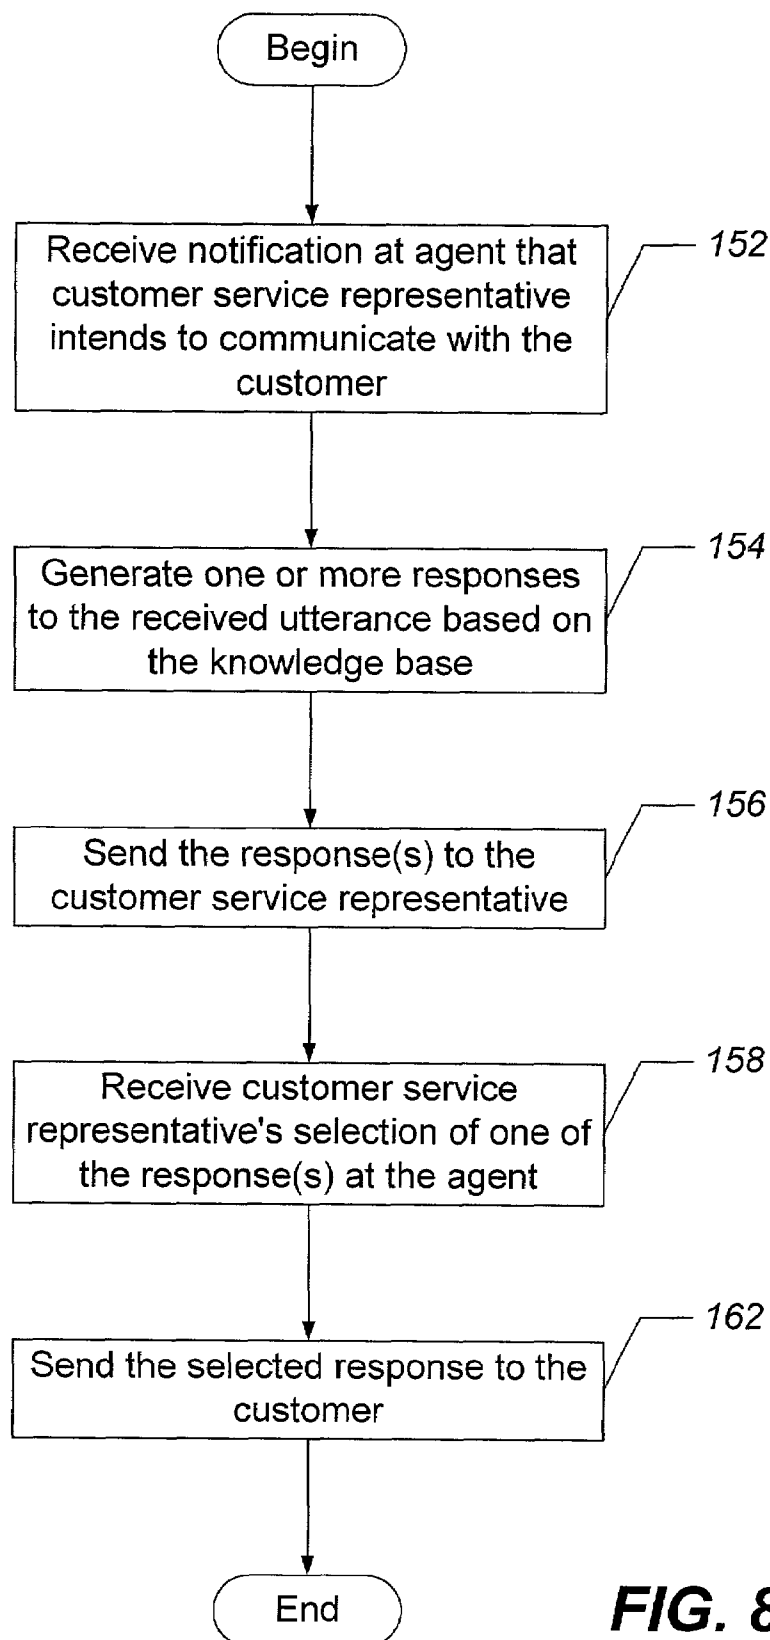 Begin
Receive notification at agent that
customer service representative
intends to communicate with the
customer
152
Generate one or more responses
to the received utterance based on
the knowledge base
154
Send the response(s) to the
customer service representative
156
Receive customer service
representative's selection of one of
the response(s) at the agent
158
Send the selected response to the
customer
162
End
FIG. 8